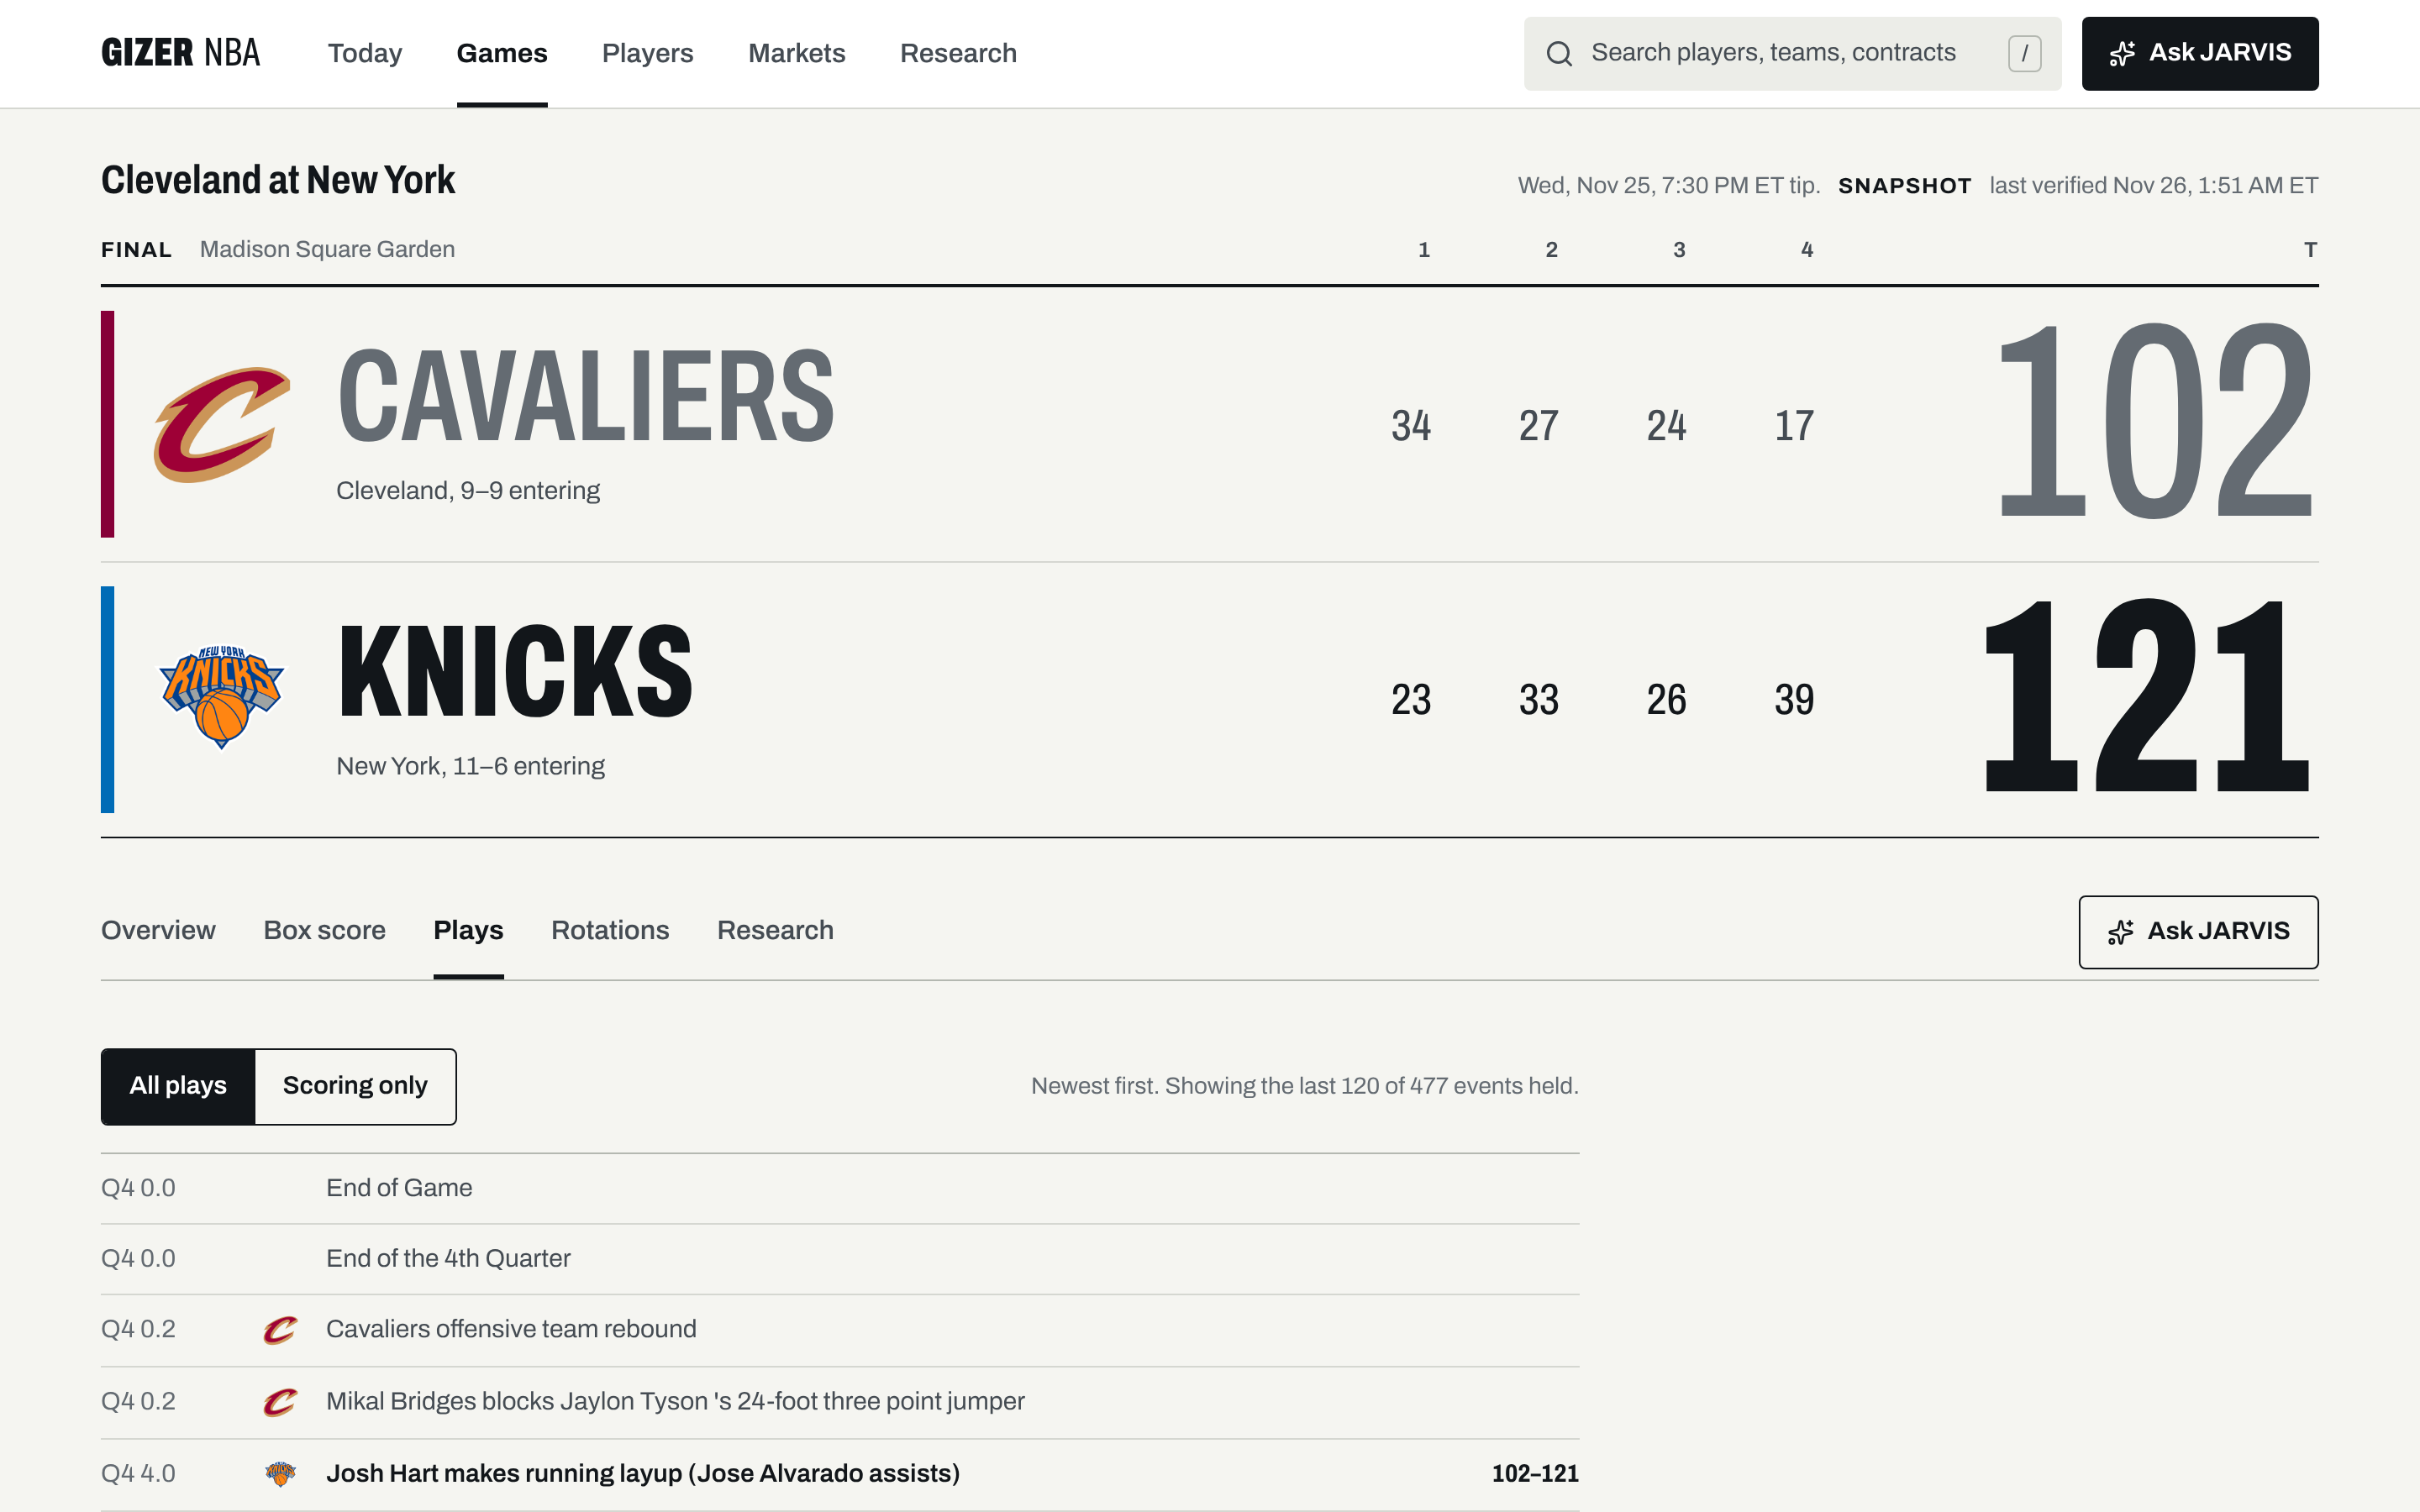 GIZER NBA Today Games Players Markets Research Search players, teams, contracts / Ask JARVIS
Cleveland at New York Wed, Nov 25, 7:30 PM ET tip. SNAPSHOT last verified Nov 26, 1:51 AM ET
FINAL Madison Square Garden 1 2 3 4 T
CAVALIERS 34 27 24 17 102
Cleveland, 9–9 entering
NEW YORK
KNICKS
KNICKS 23 33 26 39 121
New York, 11–6 entering
Overview Box score Plays Rotations Research Ask JARVIS
All plays Scoring only Newest first. Showing the last 120 of 477 events held.
Q4 0.0 End of Game
Q4 0.0 End of the 4th Quarter
Q4 0.2 Cavaliers offensive team rebound
Q4 0.2 Mikal Bridges blocks Jaylon Tyson 's 24-foot three point jumper
Q4 4.0 Josh Hart makes running layup (Jose Alvarado assists) 102–121